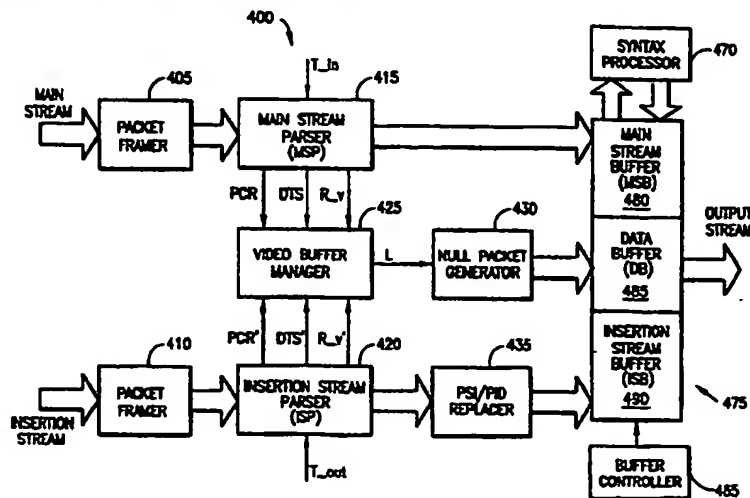 400
T_in
405
415
SYNTAX
PROCESSOR
470
MAIN
STREAM
PACKET
FRAMER
MAIN STREAM
PARSER
(MSP)
MAIN
STREAM
BUFFER
(MSB)
480
PCR
DTS
R_v
425
430
VIDEO BUFFER
MANAGER
L
NULL PACKET
GENERATOR
DATA
BUFFER
(DB)
485
OUTPUT
STREAM
PCR'
DTS'
R_v'
410
420
435
PACKET
FRAMER
INSERTION STREAM
PARSER
(ISP)
PSI/PID
REPLACER
INSERTION
STREAM
BUFFER
(ISB)
490
475
INSERTION
STREAM
T_out
BUFFER
CONTROLLER
485